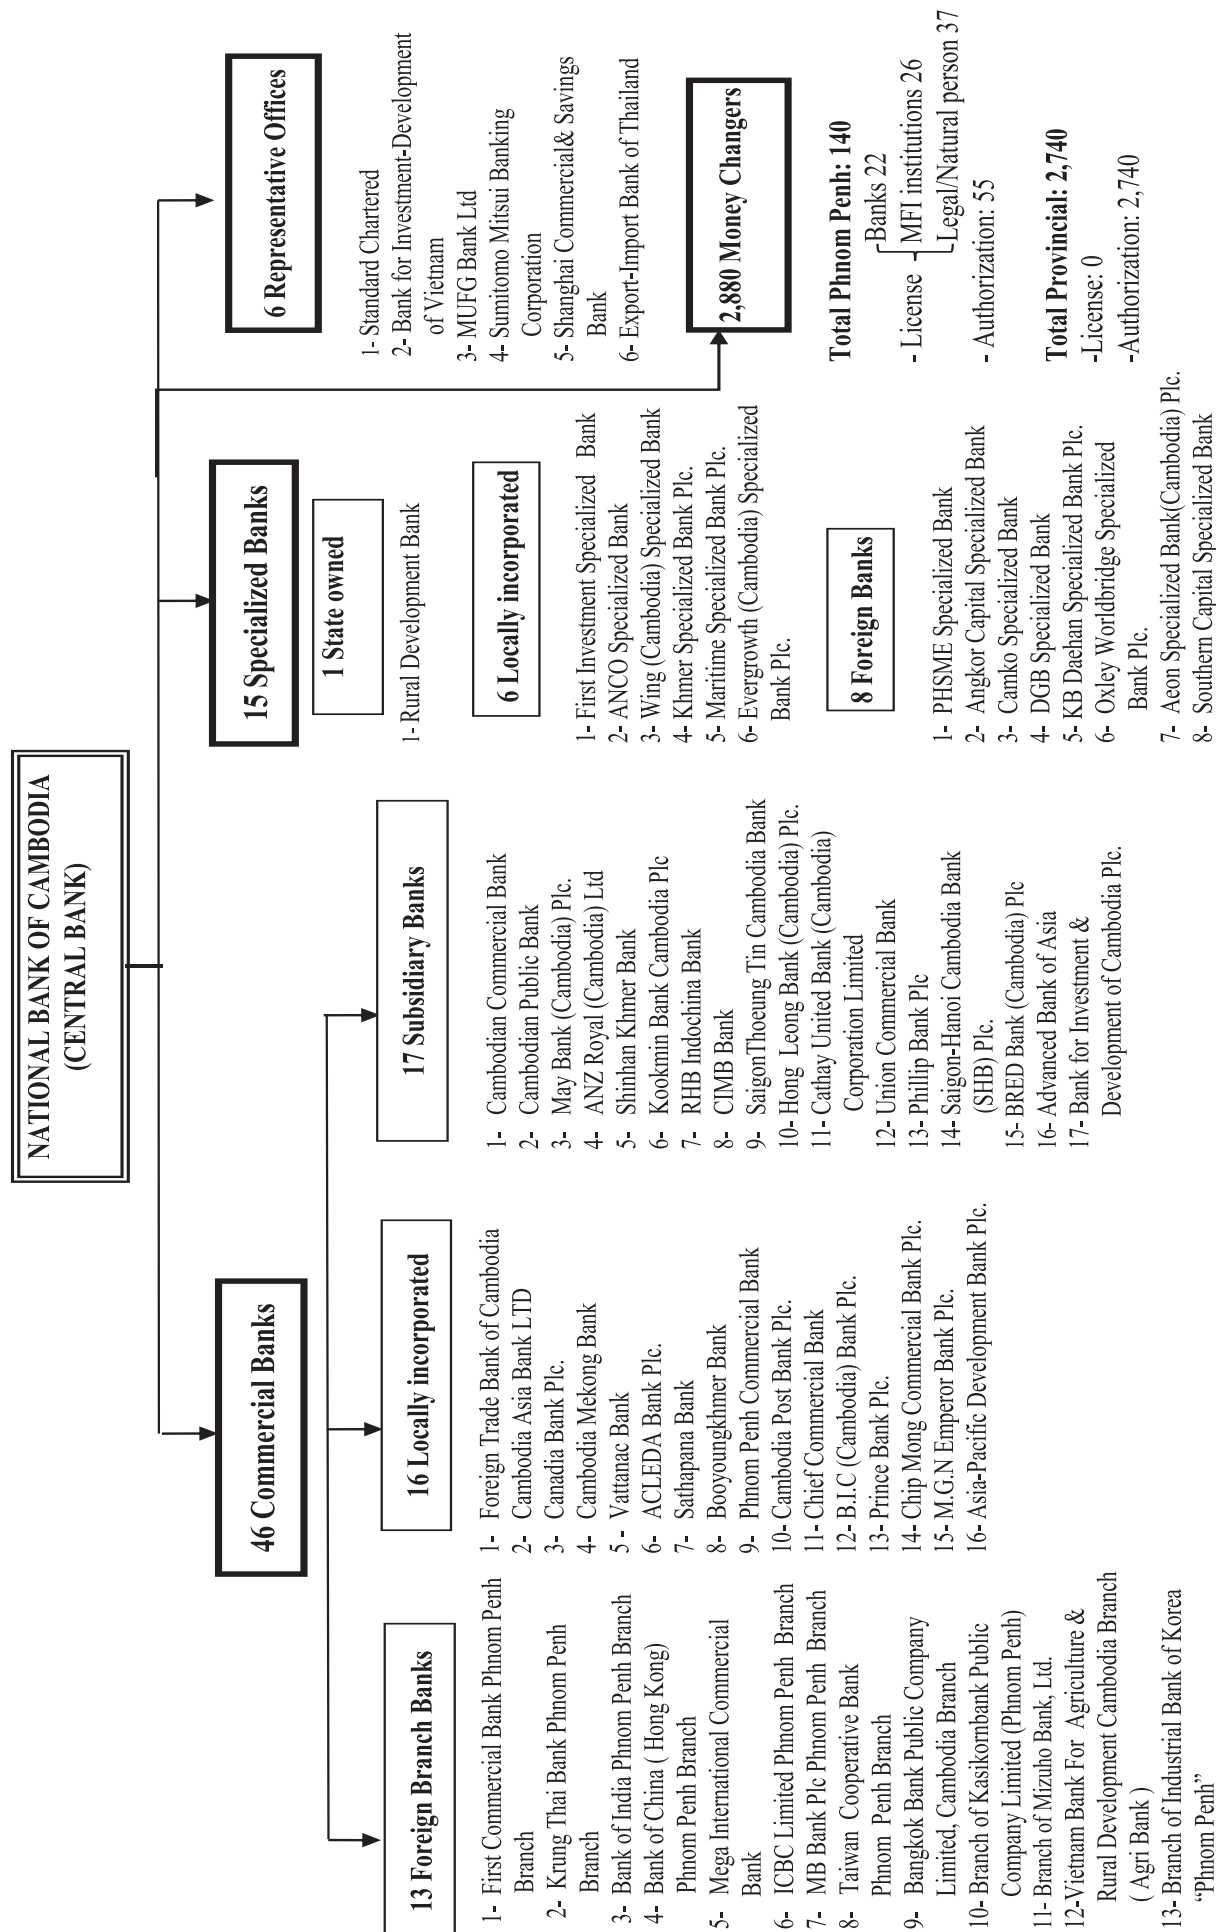 NATIONAL BANK OF CAMBODIA
(CENTRAL BANK)
46 Commercial Banks
13 Foreign Branch Banks
1- First Commercial Bank Phnom Penh
Branch
2- Krung Thai Bank Phnom Penh
Branch
3- Bank of India Phnom Penh Branch
4- Bank of China ( Hong Kong)
Phnom Penh Branch
5- Mega International Commercial
Bank
6- ICBC Limited Phnom Penh Branch
7- MB Bank Plc Phnom Penh Branch
8- Taiwan Cooperative Bank
Phnom Penh Branch
9- Bangkok Bank Public Company
Limited, Cambodia Branch
10- Branch of Kasikornbank Public
Company Limited (Phnom Penh)
11- Branch of Mizuho Bank, Ltd.
12-Vietnam Bank For Agriculture &
Rural Development Cambodia Branch
( Agri Bank )
13- Branch of Industrial Bank of Korea
“Phnom Penh”
16 Locally incorporated
1- Foreign Trade Bank of Cambodia
2- Cambodia Asia Bank LTD
3- Canadia Bank Plc.
4- Cambodia Mekong Bank
5 - Vattanac Bank
6- ACLEDA Bank Plc.
7- Sathapana Bank
8- Booyoungkhmer Bank
9- Phnom Penh Commercial Bank
10- Cambodia Post Bank Plc.
11- Chief Commercial Bank
12- B.I.C (Cambodia) Bank Plc.
13- Prince Bank Plc.
14- Chip Mong Commercial Bank Plc.
15- M.G.N Emperor Bank Plc.
16- Asia-Pacific Development Bank Plc.
17 Subsidiary Banks
1- Cambodian Commercial Bank
2- Cambodian Public Bank
3- May Bank (Cambodia) Plc.
4- ANZ Royal (Cambodia) Ltd
5- Shinhan Khmer Bank
6- Kookmin Bank Cambodia Plc
7- RHB Indochina Bank
8- CIMB Bank
9- SaigonThoeung Tin Cambodia Bank
10- Hong Leong Bank (Cambodia) Plc.
11- Cathay United Bank (Cambodia)
Corporation Limited
12- Union Commercial Bank
13- Phillip Bank Plc
14- Saigon-Hanoi Cambodia Bank
(SHB) Plc.
15- BRED Bank (Cambodia) Plc
16- Advanced Bank of Asia
17- Bank for Investment &
Development of Cambodia Plc.
15 Specialized Banks
1 State owned
1- Rural Development Bank
6 Locally incorporated
1- First Investment Specialized Bank
2- ANCO Specialized Bank
3- Wing (Cambodia) Specialized Bank
4- Khmer Specialized Bank Plc.
5- Maritime Specialized Bank Plc.
6- Evergrowth (Cambodia) Specialized
Bank Plc.
8 Foreign Banks
1- PHSME Specialized Bank
2- Angkor Capital Specialized Bank
3- Camko Specialized Bank
4- DGB Specialized Bank
5- KB Daehan Specialized Bank Plc.
6- Oxley Worldbridge Specialized
Bank Plc.
7- Aeon Specialized Bank(Cambodia) Plc.
8- Southern Capital Specialized Bank
6 Representative Offices
1- Standard Chartered
2- Bank for Investment-Development
of Vietnam
3- MUFG Bank Ltd
4- Sumitomo Mitsui Banking
Corporation
5- Shanghai Commercial& Savings
Bank
6- Export-Import Bank of Thailand
2,880 Money Changers
Total Phnom Penh: 140
Banks 22
- License MFI institutions 26
Legal/Natural person 37
- Authorization: 55
Total Provincial: 2,740
-License: 0
-Authorization: 2,740